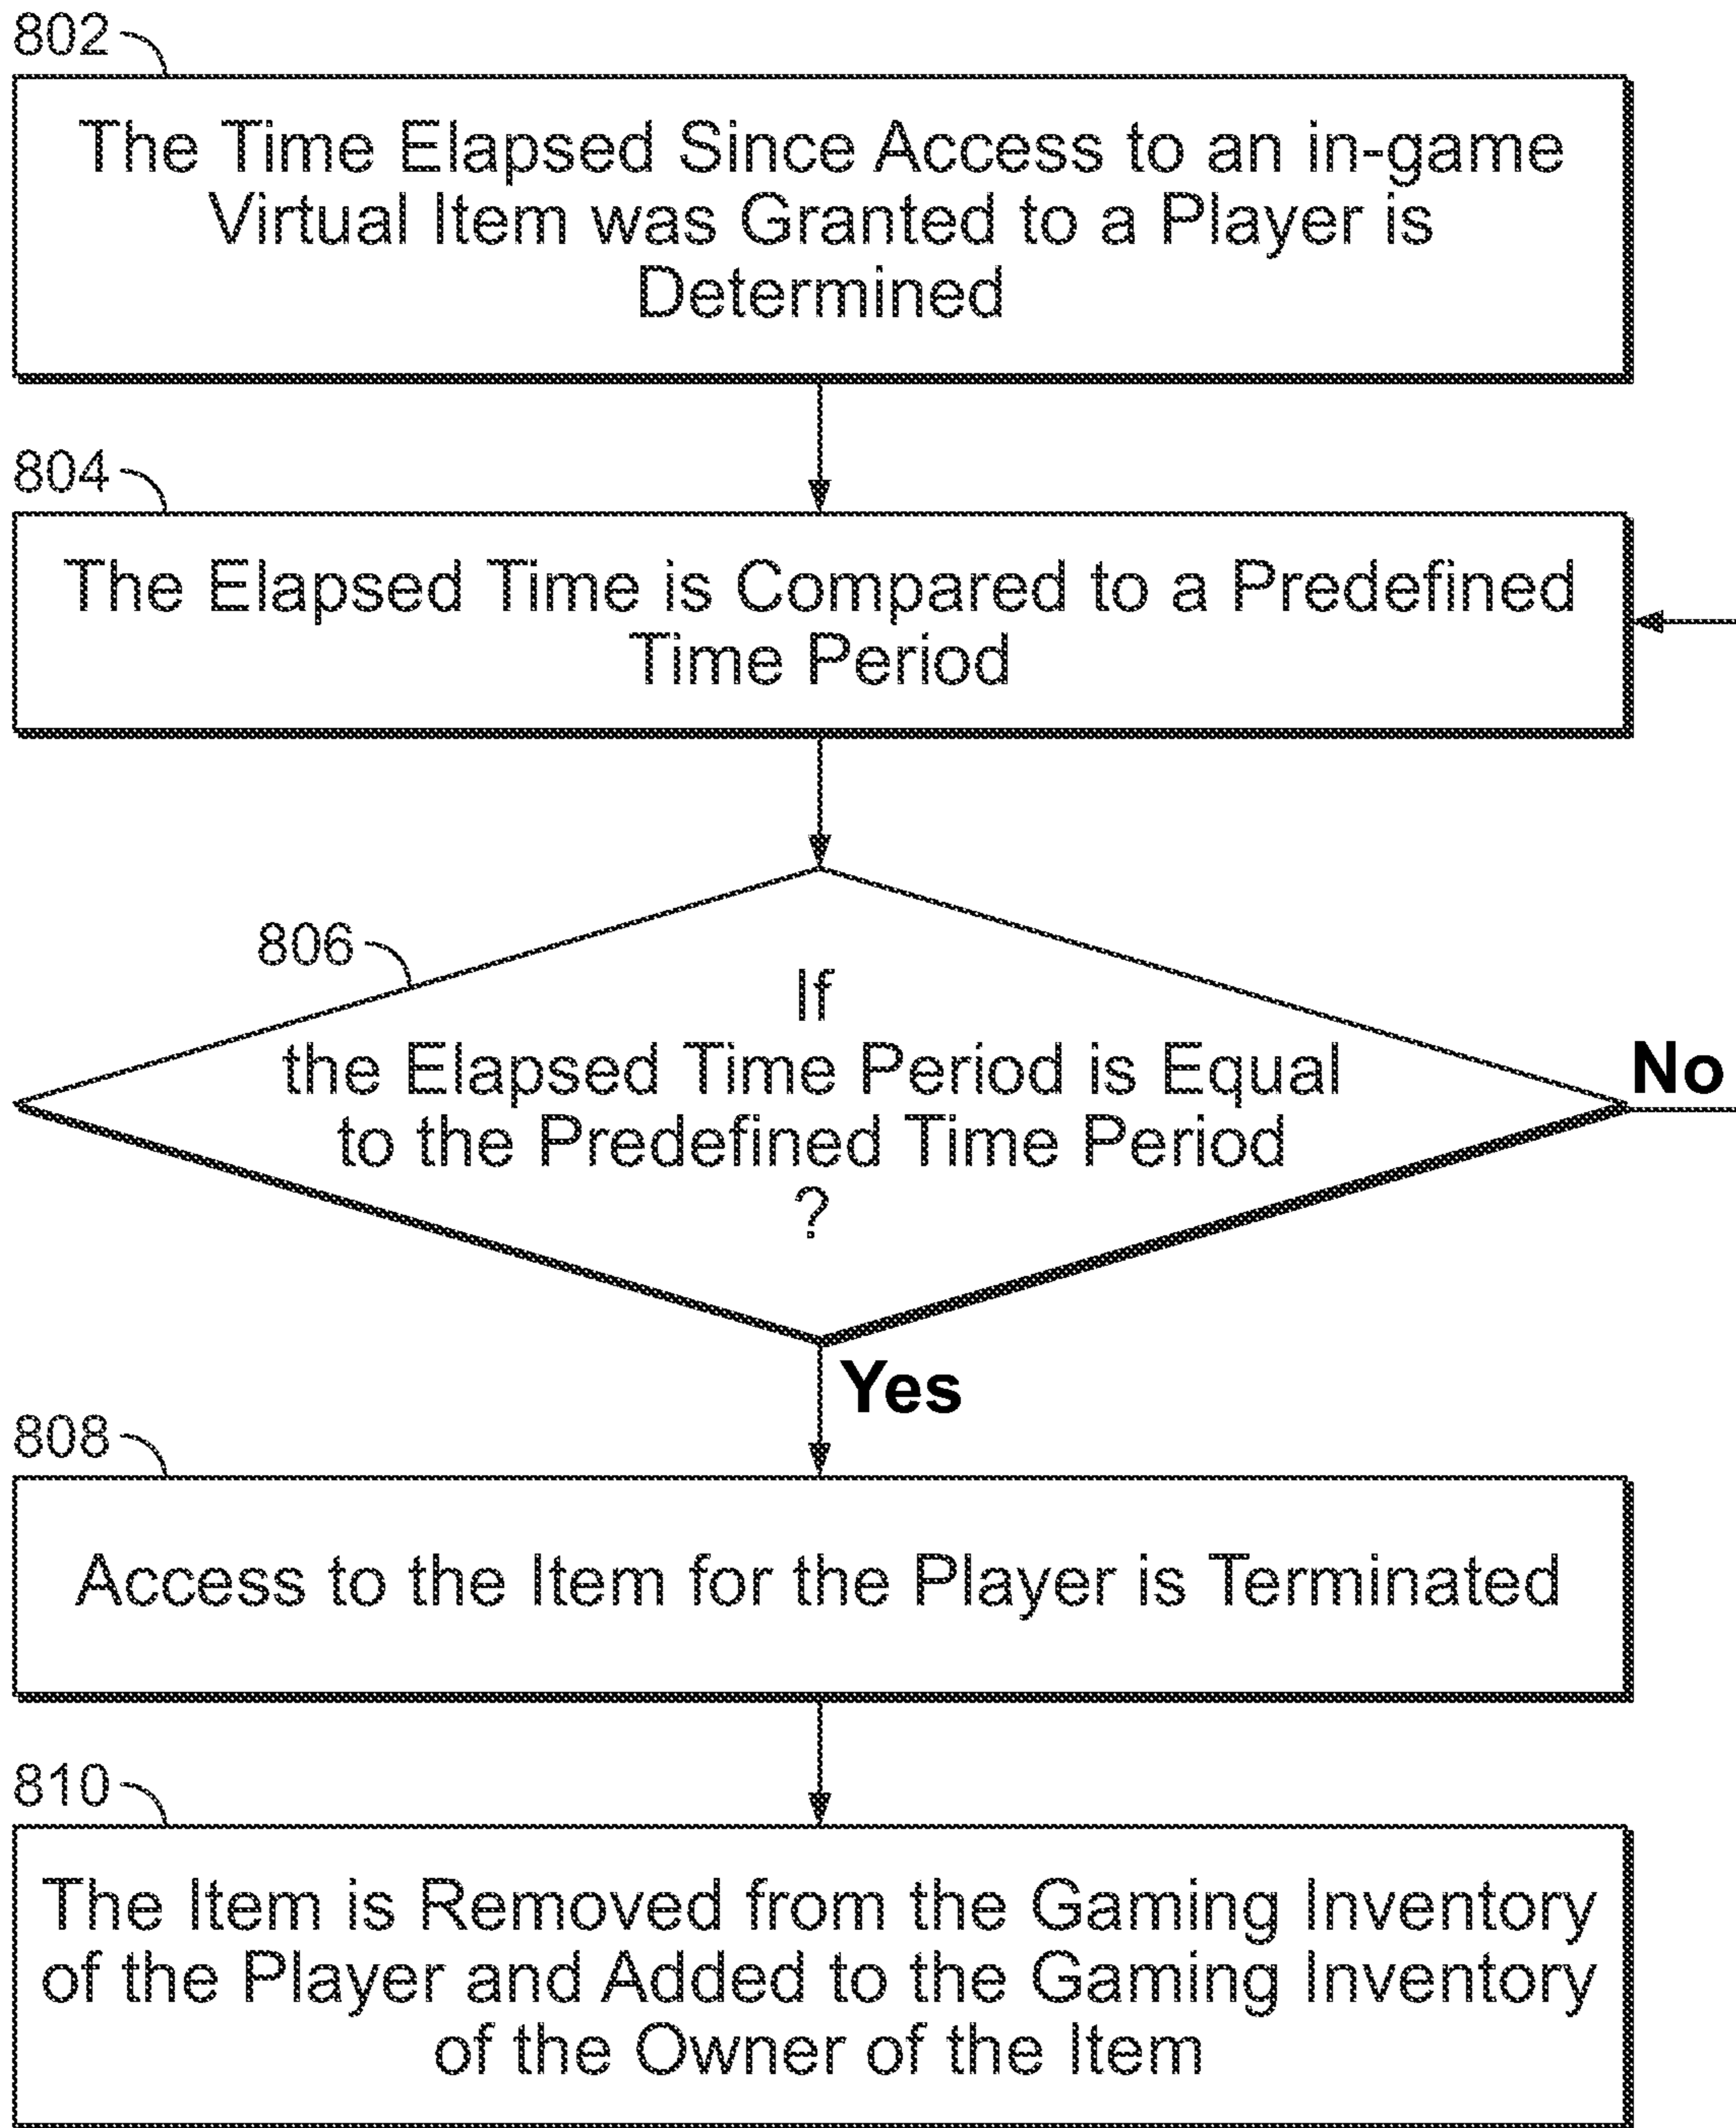 802
The Time Elapsed Since Access to an in-game
Virtual Item was Granted to a Player is
Determined
804
The Elapsed Time is Compared to a Predefined
Time Period
806
If
the Elapsed Time Period is Equal
to the Predefined Time Period
?
No
Yes
808
Access to the Item for the Player is Terminated
810
The Item is Removed from the Gaming Inventory
of the Player and Added to the Gaming Inventory
of the Owner of the Item